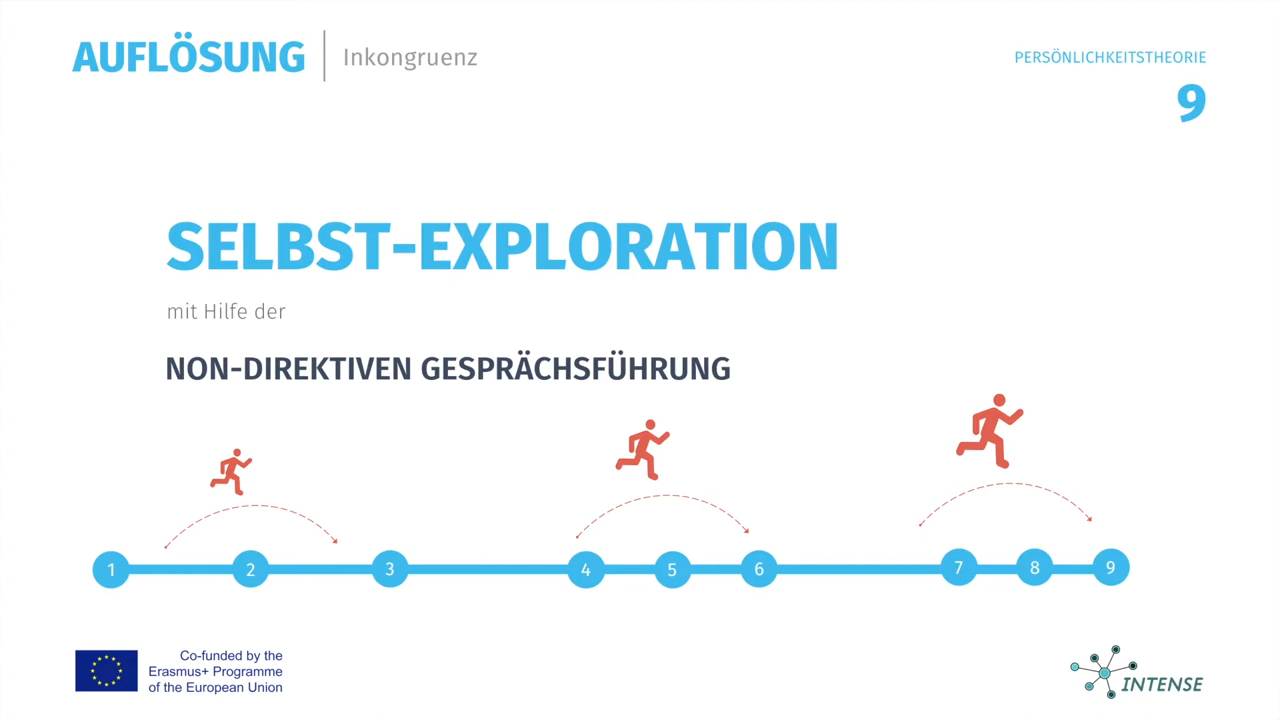 AUFLÖSUNG
Inkongruenz
PERSÖNLICHKEITSTHEORIE
9
SELBST-EXPLORATION
mit Hilfe der
NON-DIREKTIVEN GESPRÄCHSFÜHRUNG
1 2 3 4 5 6 7 8 9
Co-funded by the
Erasmus+ Programme
of the European Union
INTENSE